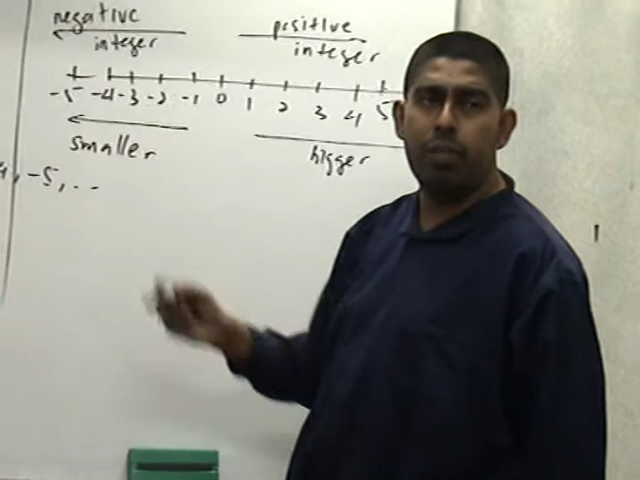 negative positive
integer integer
-5 -4 -3 -2 -1 0 1 2 3 4 5
smaller bigger
, -5, ...